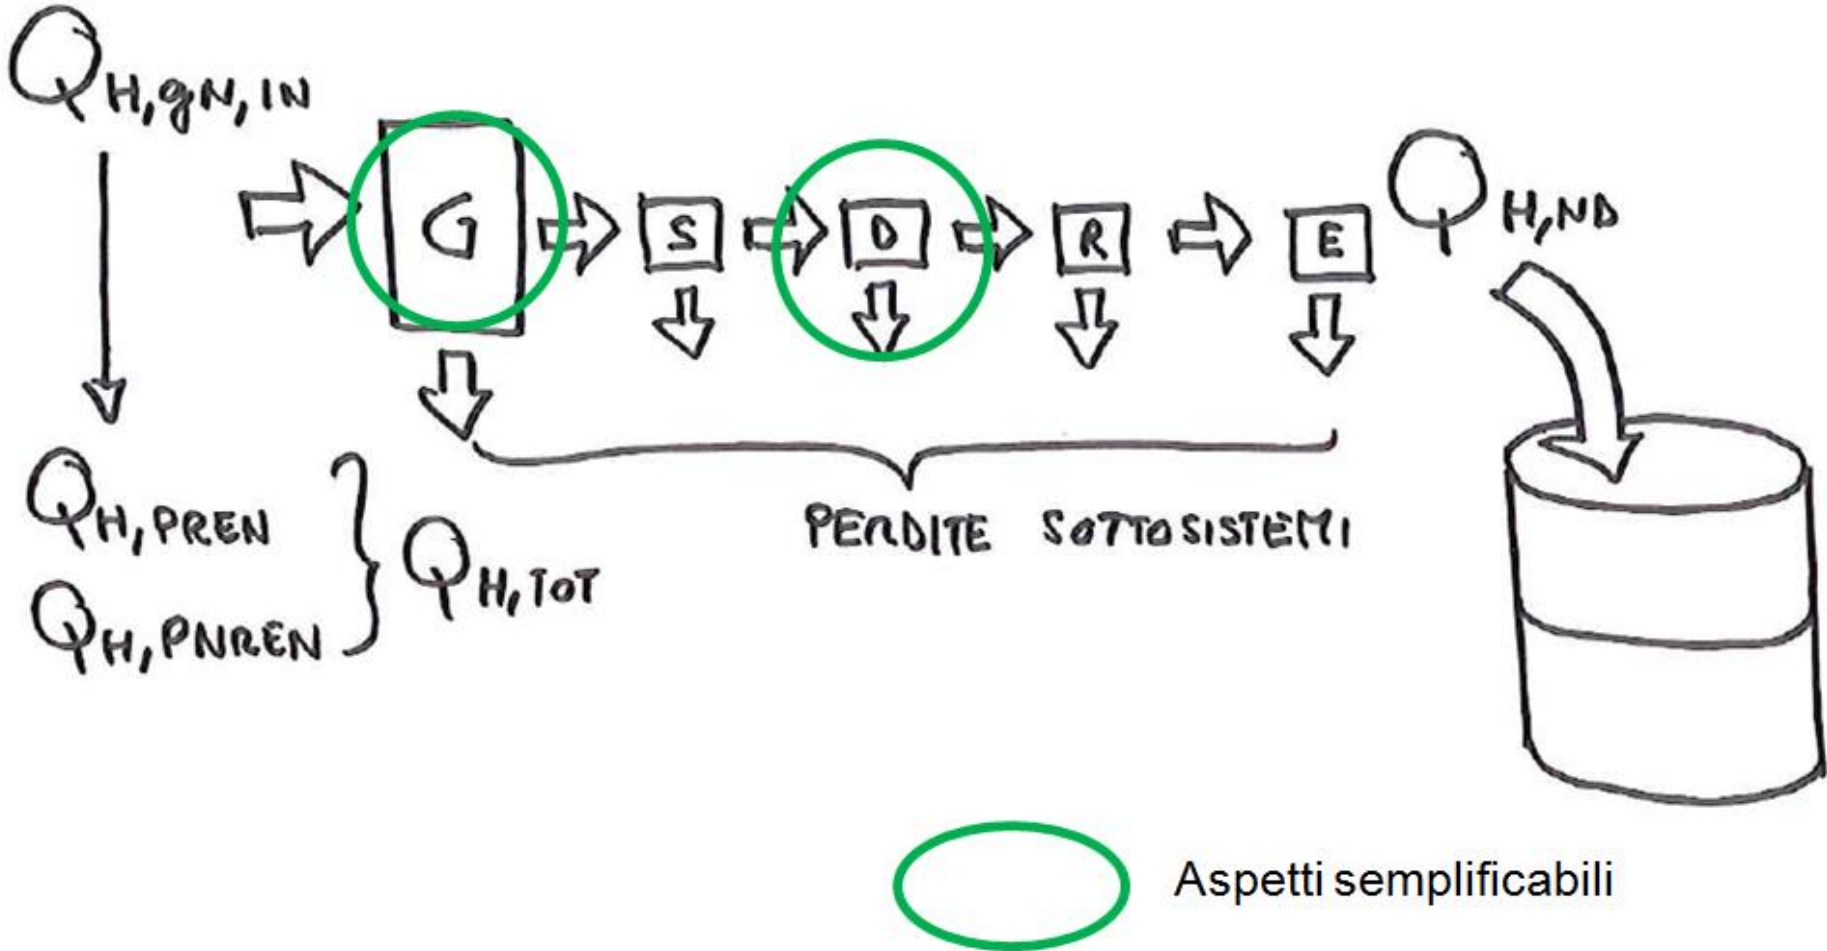 QH,gN,IN
G
S
D
R
E
QH,ND
QH,PREN
QH,PNREN
QH,TOT
PERDITE SOTTOSISTEMI
Aspetti semplificabili